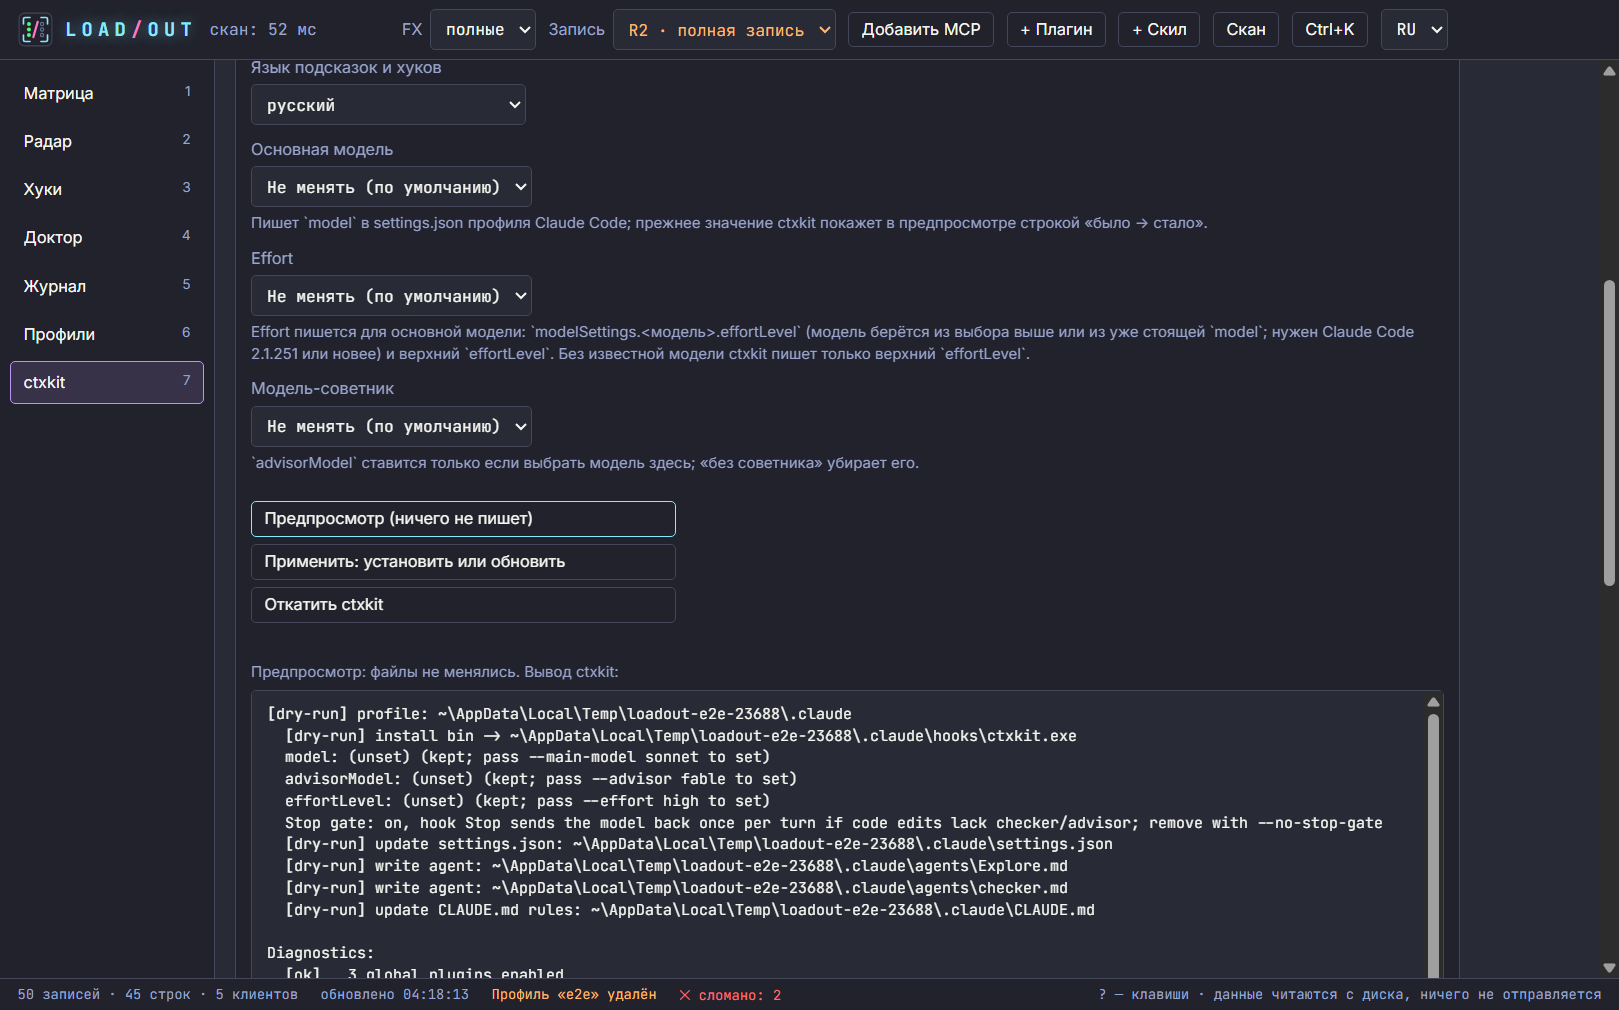 LOAD/OUT скан: 52 мс FX полные Запись R2 · полная запись Добавить MCP + Плагин + Скил Скан Ctrl+K RU
Матрица 1
Радар 2
Хуки 3
Доктор 4
Журнал 5
Профили 6
ctxkit 7
Язык подсказок и хуков
русский
Основная модель
Не менять (по умолчанию)
Пишет `model` в settings.json профиля Claude Code; прежнее значение ctxkit покажет в предпросмотре строкой «было → стало».
Effort
Не менять (по умолчанию)
Effort пишется для основной модели: `modelSettings.<модель>.effortLevel` (модель берётся из выбора выше или из уже стоящей `model`; нужен Claude Code
2.1.251 или новее) и верхний `effortLevel`. Без известной модели ctxkit пишет только верхний `effortLevel`.
Модель-советник
Не менять (по умолчанию)
`advisorModel` ставится только если выбрать модель здесь; «без советника» убирает его.
Предпросмотр (ничего не пишет)
Применить: установить или обновить
Откатить ctxkit
Предпросмотр: файлы не менялись. Вывод ctxkit:
[dry-run] profile: ~\AppData\Local\Temp\loadout-e2e-23688\.claude
[dry-run] install bin -> ~\AppData\Local\Temp\loadout-e2e-23688\.claude\hooks\ctxkit.exe
model: (unset) (kept; pass --main-model sonnet to set)
advisorModel: (unset) (kept; pass --advisor fable to set)
effortLevel: (unset) (kept; pass --effort high to set)
Stop gate: on, hook Stop sends the model back once per turn if code edits lack checker/advisor; remove with --no-stop-gate
[dry-run] update settings.json: ~\AppData\Local\Temp\loadout-e2e-23688\.claude\settings.json
[dry-run] write agent: ~\AppData\Local\Temp\loadout-e2e-23688\.claude\agents\Explore.md
[dry-run] write agent: ~\AppData\Local\Temp\loadout-e2e-23688\.claude\agents\checker.md
[dry-run] update CLAUDE.md rules: ~\AppData\Local\Temp\loadout-e2e-23688\.claude\CLAUDE.md
Diagnostics:
[ok] 3 global plugins enabled
50 записей · 45 строк · 5 клиентов обновлено 04:18:13 Профиль «e2e» удалён ✕ сломано: 2 ? — клавиши · данные читаются с диска, ничего не отправляется